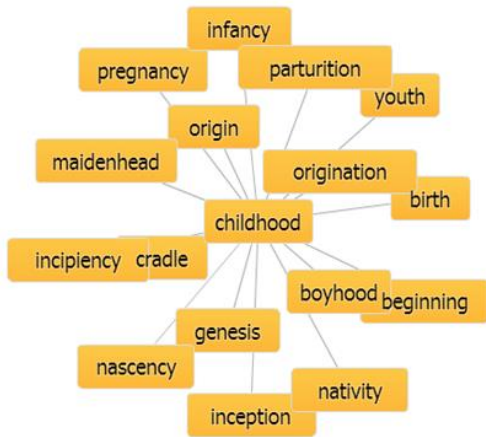 infancy
pregnancy
parturition
youth
origin
maidenhead
origination
birth
childhood
incipiency
cradle
boyhood
beginning
genesis
nascency
nativity
inception